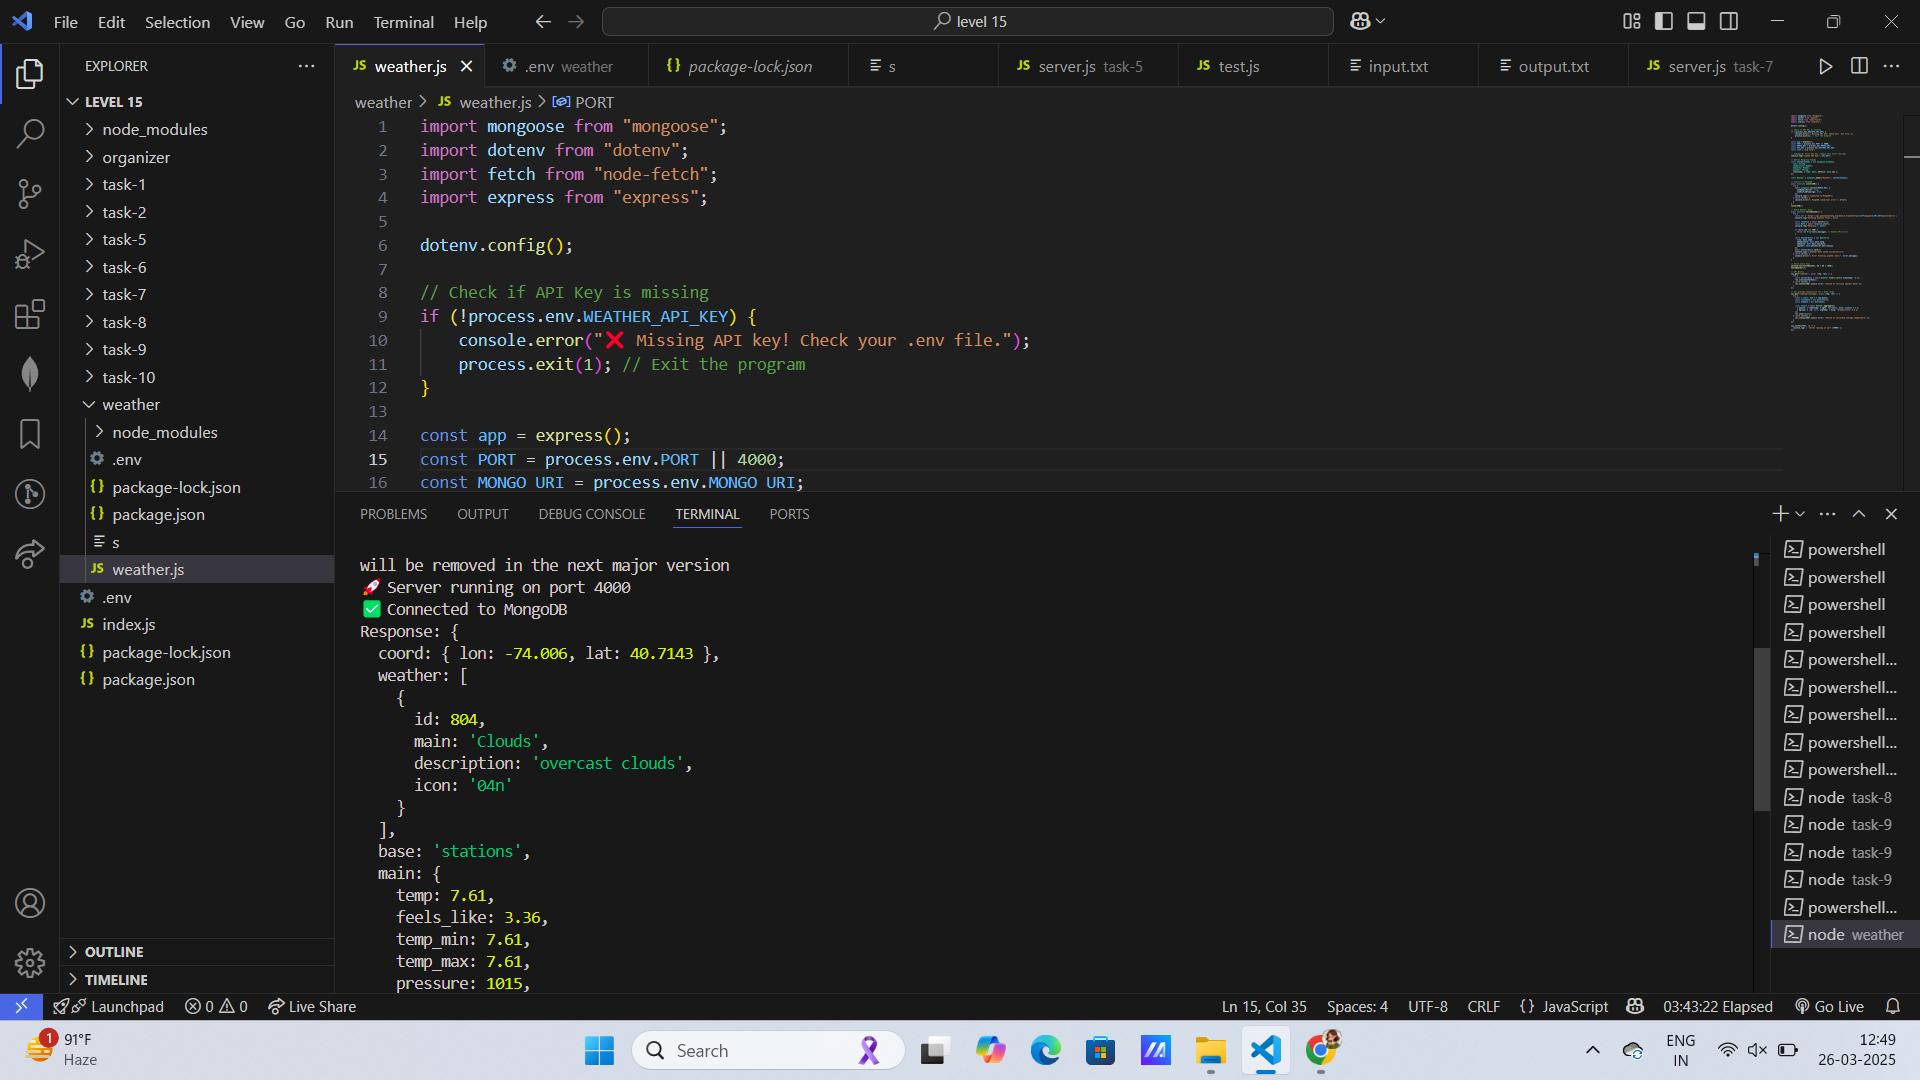 File Edit Selection View Go Run Terminal Help
level 15
EXPLORER
LEVEL 15
node_modules
organizer
task-1
task-2
task-5
task-6
task-7
task-8
task-9
task-10
weather
node_modules
.env
package-lock.json
package.json
s
weather.js
.env
index.js
package-lock.json
package.json
OUTLINE
TIMELINE
JS weather.js
.env weather
{} package-lock.json
s
JS server.js task-5
JS test.js
input.txt
output.txt
JS server.js task-7
weather > JS weather.js > PORT
1 import mongoose from "mongoose";
2 import dotenv from "dotenv";
3 import fetch from "node-fetch";
4 import express from "express";
5
6 dotenv.config();
7
8 // Check if API Key is missing
9 if (!process.env.WEATHER_API_KEY) {
10 console.error("❌ Missing API key! Check your .env file.");
11 process.exit(1); // Exit the program
12 }
13
14 const app = express();
15 const PORT = process.env.PORT || 4000;
16 const MONGO_URI = process.env.MONGO_URI;
PROBLEMS OUTPUT DEBUG CONSOLE TERMINAL PORTS
will be removed in the next major version
🚀 Server running on port 4000
✅ Connected to MongoDB
Response: {
coord: { lon: -74.006, lat: 40.7143 },
weather: [
{
id: 804,
main: 'Clouds',
description: 'overcast clouds',
icon: '04n'
}
],
base: 'stations',
main: {
temp: 7.61,
feels_like: 3.36,
temp_min: 7.61,
temp_max: 7.61,
pressure: 1015,
powershell
powershell
powershell
powershell
powershell...
powershell...
powershell...
powershell...
powershell...
node task-8
node task-9
node task-9
node task-9
powershell...
node weather
Launchpad 0 0 Live Share
Ln 15, Col 35 Spaces: 4 UTF-8 CRLF {} JavaScript 03:43:22 Elapsed Go Live
1
91°F
Haze
Search
ENG
IN
12:49
26-03-2025